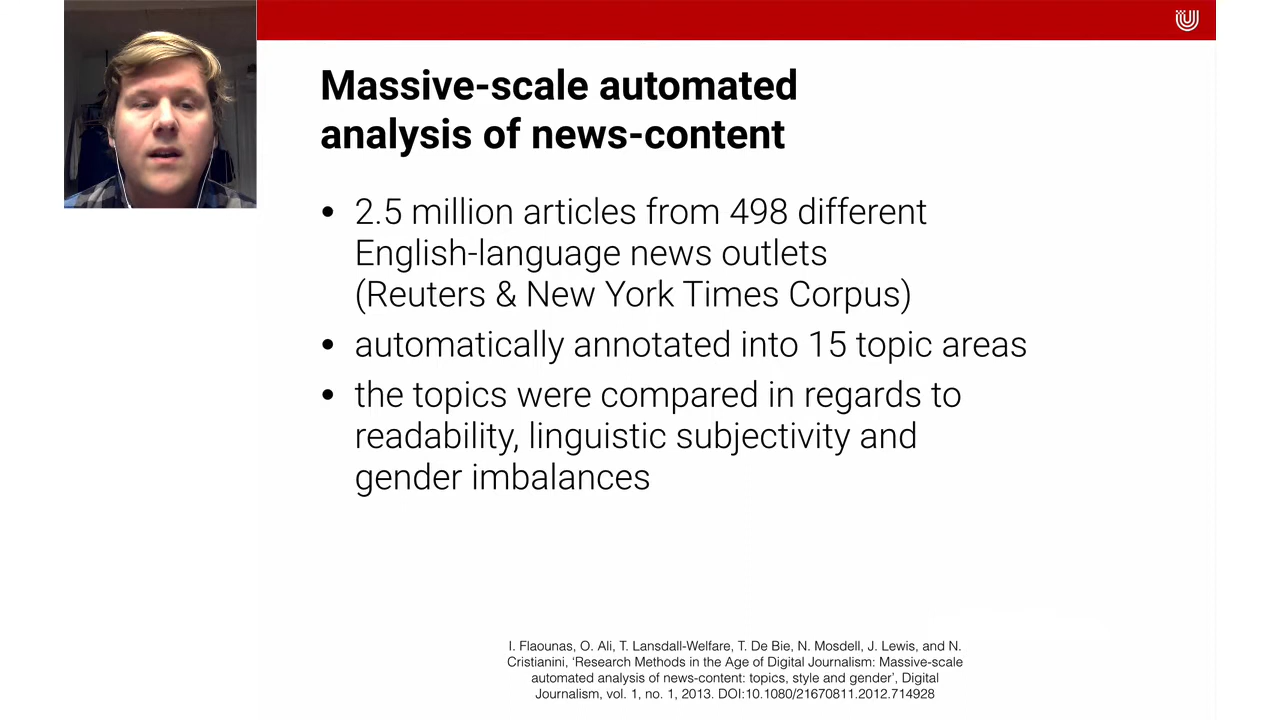 Massive-scale automated
analysis of news-content
• 2.5 million articles from 498 different
English-language news outlets
(Reuters & New York Times Corpus)
• automatically annotated into 15 topic areas
• the topics were compared in regards to
readability, linguistic subjectivity and
gender imbalances
I. Flaounas, O. Ali, T. Lansdall-Welfare, T. De Bie, N. Mosdell, J. Lewis, and N.
Cristianini, ‘Research Methods in the Age of Digital Journalism: Massive-scale
automated analysis of news-content: topics, style and gender’, Digital
Journalism, vol. 1, no. 1, 2013. DOI:10.1080/21670811.2012.714928